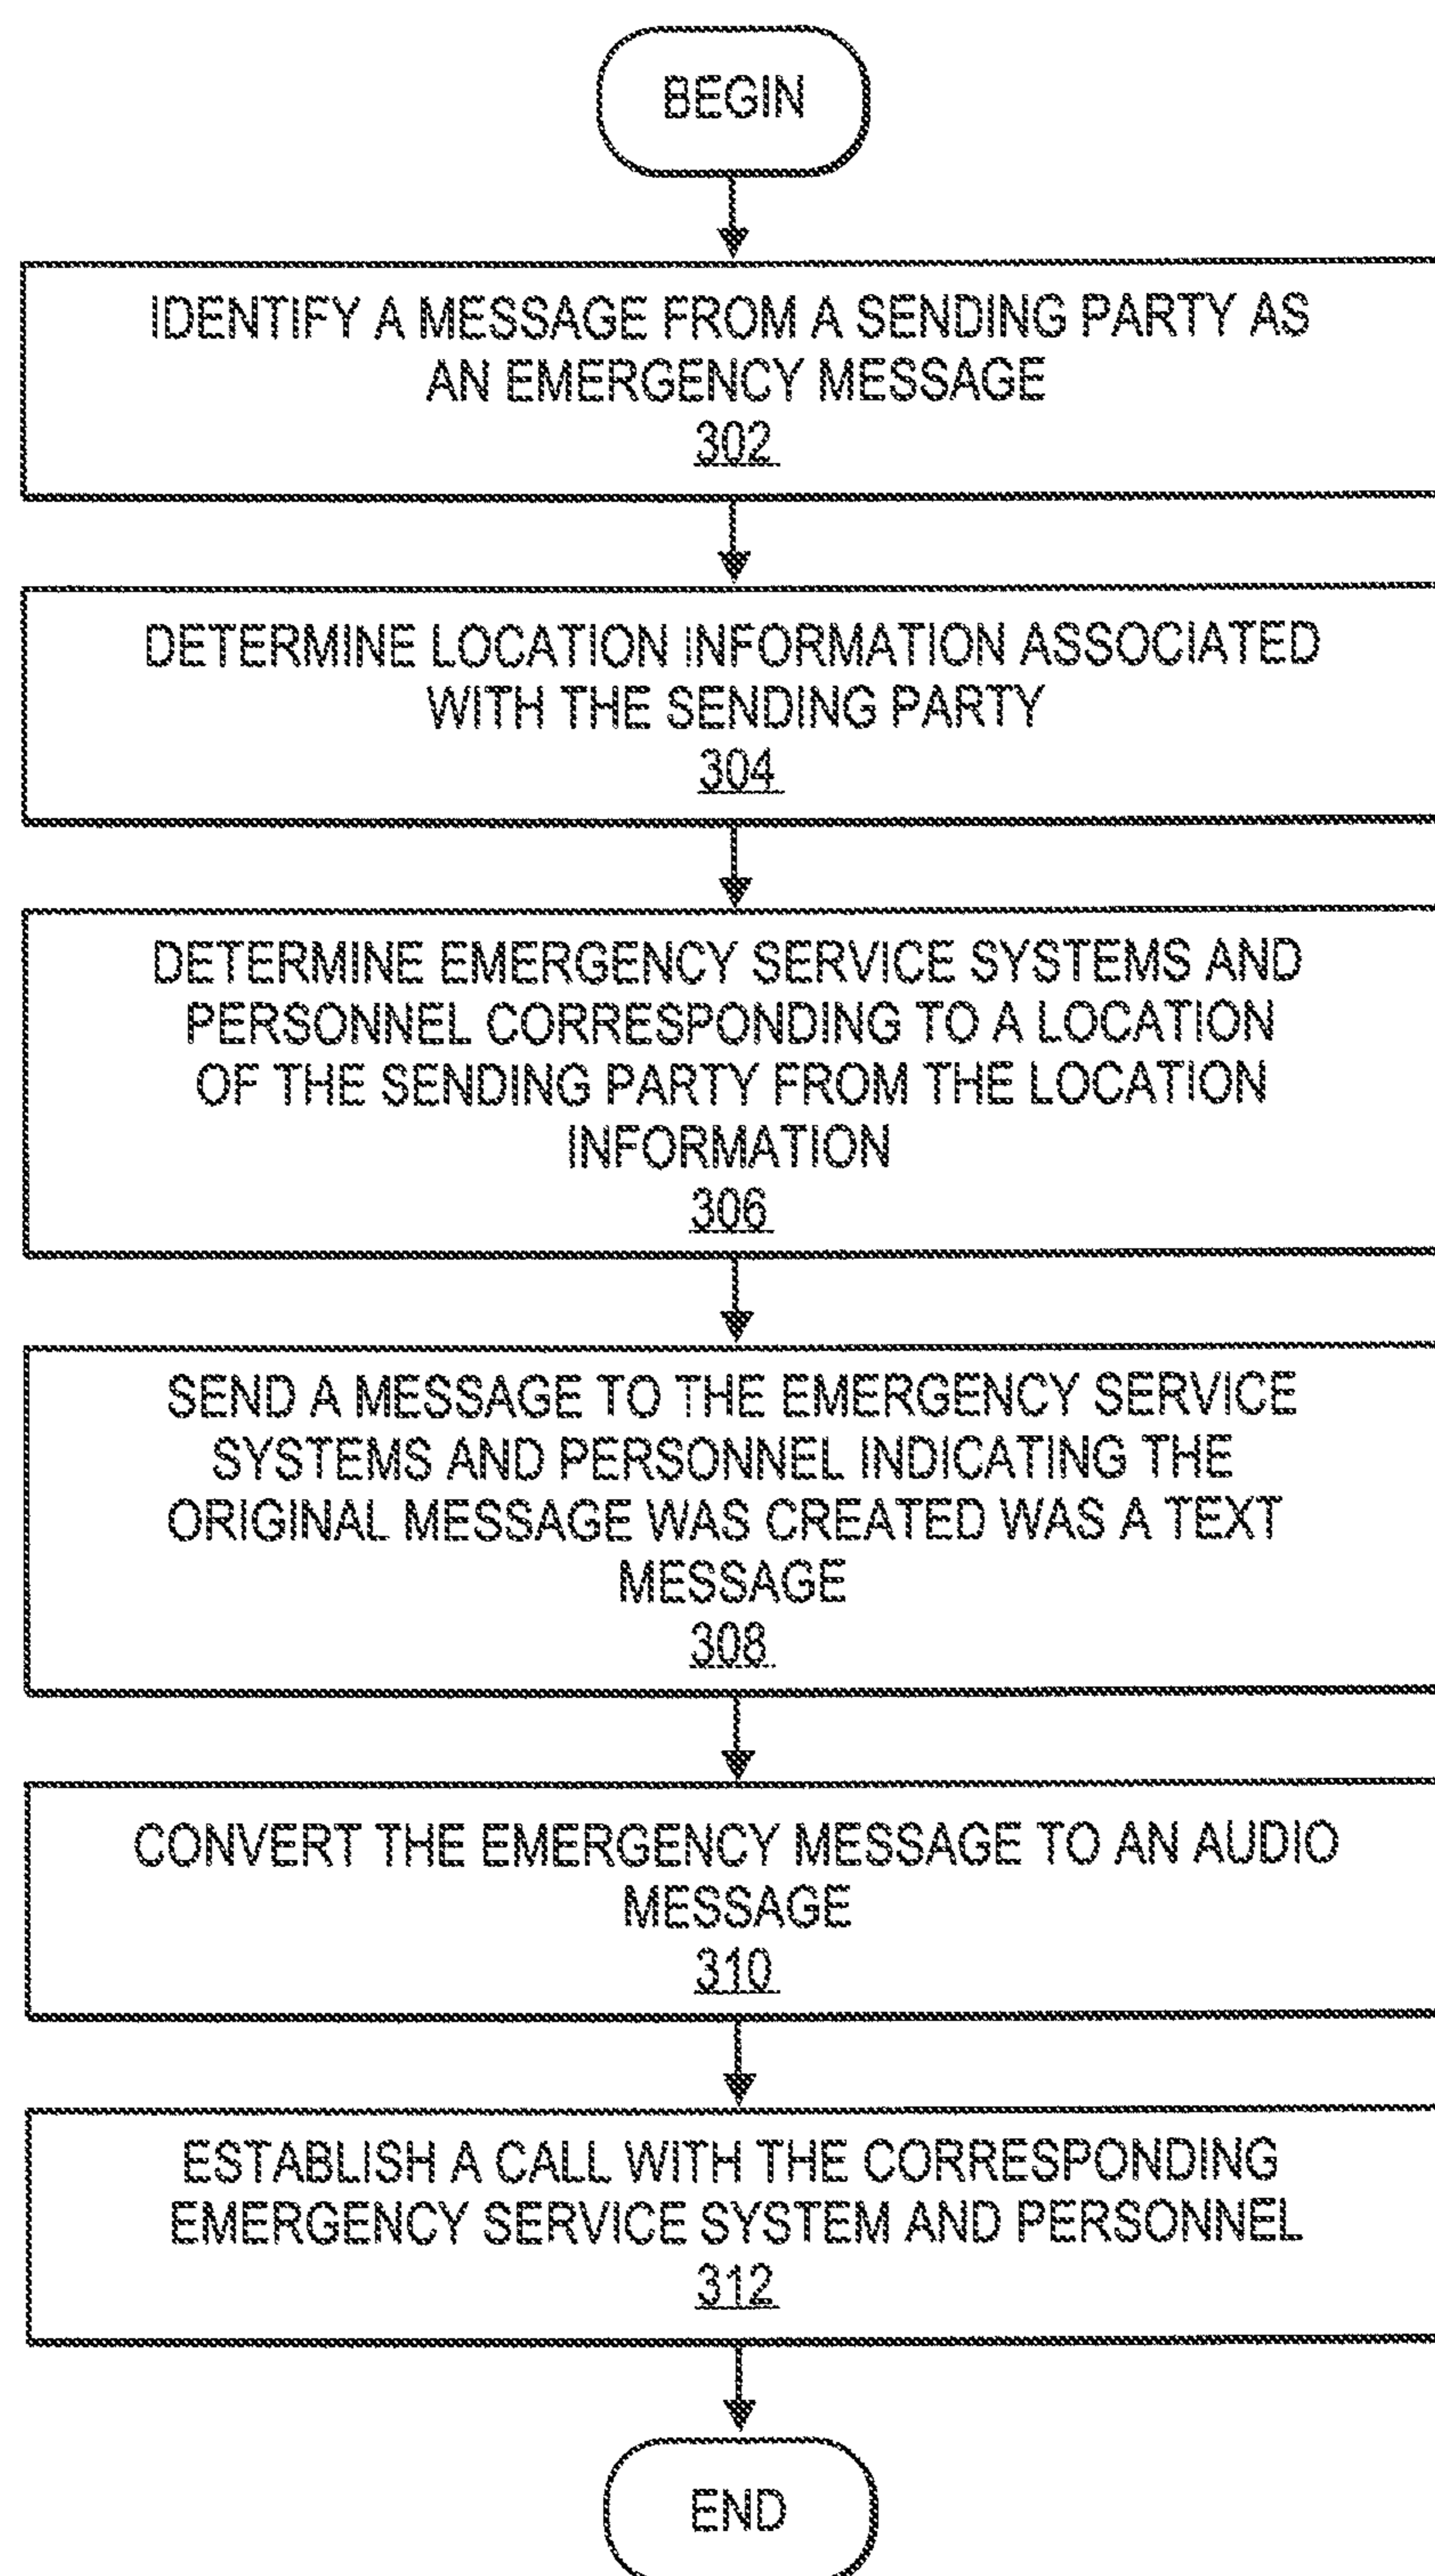 BEGIN
IDENTIFY A MESSAGE FROM A SENDING PARTY AS
AN EMERGENCY MESSAGE
302
DETERMINE LOCATION INFORMATION ASSOCIATED
WITH THE SENDING PARTY
304
DETERMINE EMERGENCY SERVICE SYSTEMS AND
PERSONNEL CORRESPONDING TO A LOCATION
OF THE SENDING PARTY FROM THE LOCATION
INFORMATION
306
SEND A MESSAGE TO THE EMERGENCY SERVICE
SYSTEMS AND PERSONNEL INDICATING THE
ORIGINAL MESSAGE WAS CREATED WAS A TEXT
MESSAGE
308
CONVERT THE EMERGENCY MESSAGE TO AN AUDIO
MESSAGE
310
ESTABLISH A CALL WITH THE CORRESPONDING
EMERGENCY SERVICE SYSTEM AND PERSONNEL
312
END